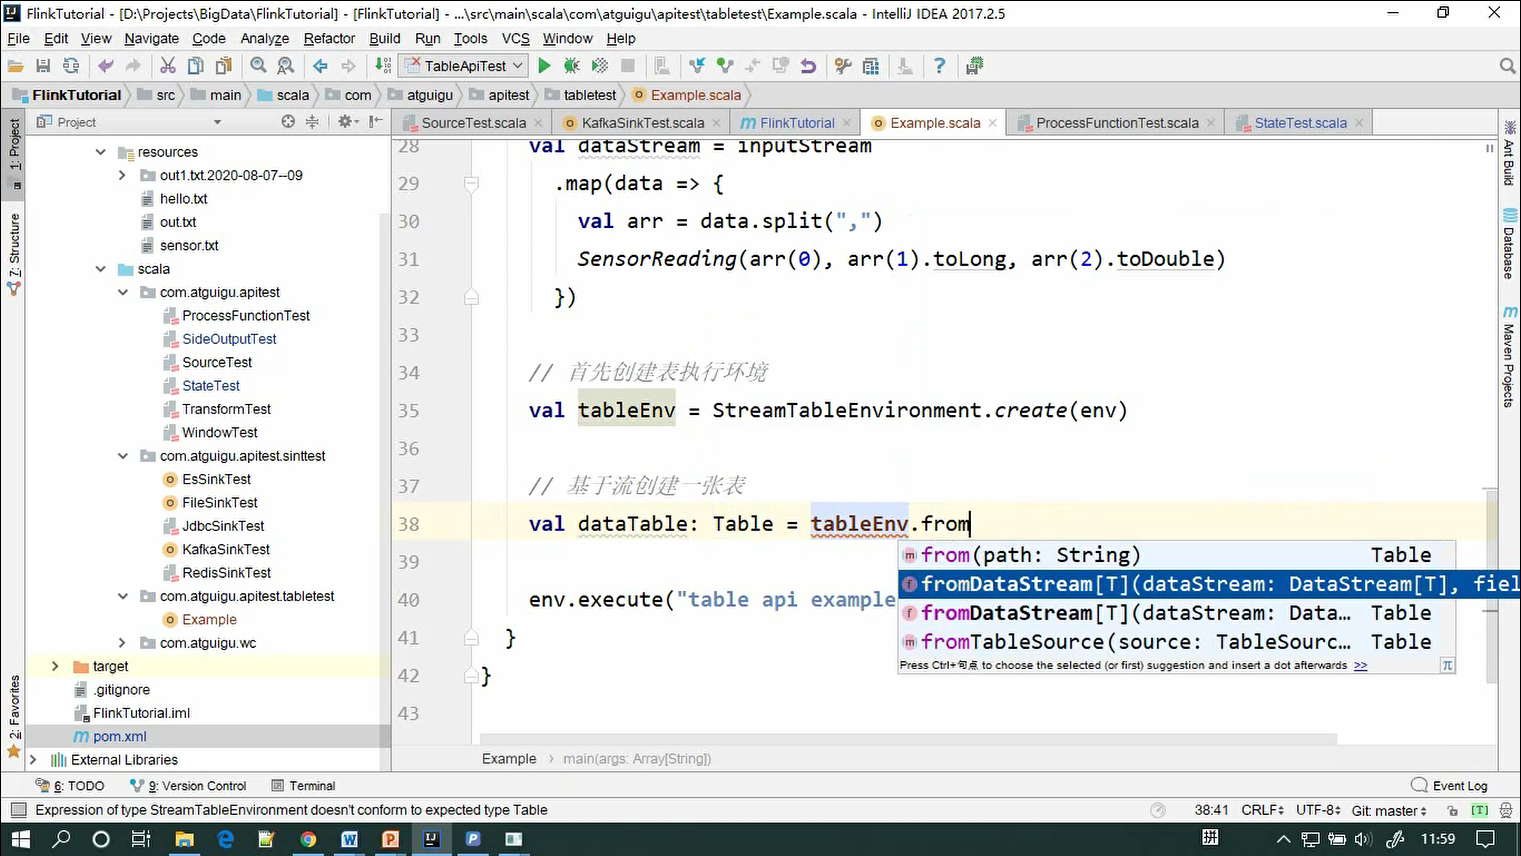 FlinkTutorial - [D:\Projects\BigData\FlinkTutorial] - [FlinkTutorial] - ...\src\main\scala\com\atguigu\apitest\tabletest\Example.scala - IntelliJ IDEA 2017.2.5
File Edit View Navigate Code Analyze Refactor Build Run Tools VCS Window Help
TableApiTest
FlinkTutorial src main scala com atguigu apitest tabletest Example.scala
Project
SourceTest.scala KafkaSinkTest.scala FlinkTutorial Example.scala ProcessFunctionTest.scala StateTest.scala
1: Project
7: Structure
2: Favorites
resources
out1.txt.2020-08-07--09
hello.txt
out.txt
sensor.txt
scala
com.atguigu.apitest
ProcessFunctionTest
SideOutputTest
SourceTest
StateTest
TransformTest
WindowTest
com.atguigu.apitest.sinttest
EsSinkTest
FileSinkTest
JdbcSinkTest
KafkaSinkTest
RedisSinkTest
com.atguigu.apitest.tabletest
Example
com.atguigu.wc
target
.gitignore
FlinkTutorial.iml
pom.xml
External Libraries
28 val dataStream = inputStream
29 .map(data => {
30 val arr = data.split(",")
31 SensorReading(arr(0), arr(1).toLong, arr(2).toDouble)
32 })
33
34 // 首先创建表执行环境
35 val tableEnv = StreamTableEnvironment.create(env)
36
37 // 基于流创建一张表
38 val dataTable: Table = tableEnv.from
39
40 env.execute("table api example
41 }
42 }
43
from(path: String) Table
fromDataStream[T](dataStream: DataStream[T], fiel
fromDataStream[T](dataStream: Data... Table
fromTableSource(source: TableSourc... Table
Press Ctrl+句点 to choose the selected (or first) suggestion and insert a dot afterwards >> π
Example main(args: Array[String])
Ant Build
Database
Maven Projects
6: TODO 9: Version Control Terminal Event Log
Expression of type StreamTableEnvironment doesn't conform to expected type Table 38:41 CRLF UTF-8 Git: master [T]
拼 11:59